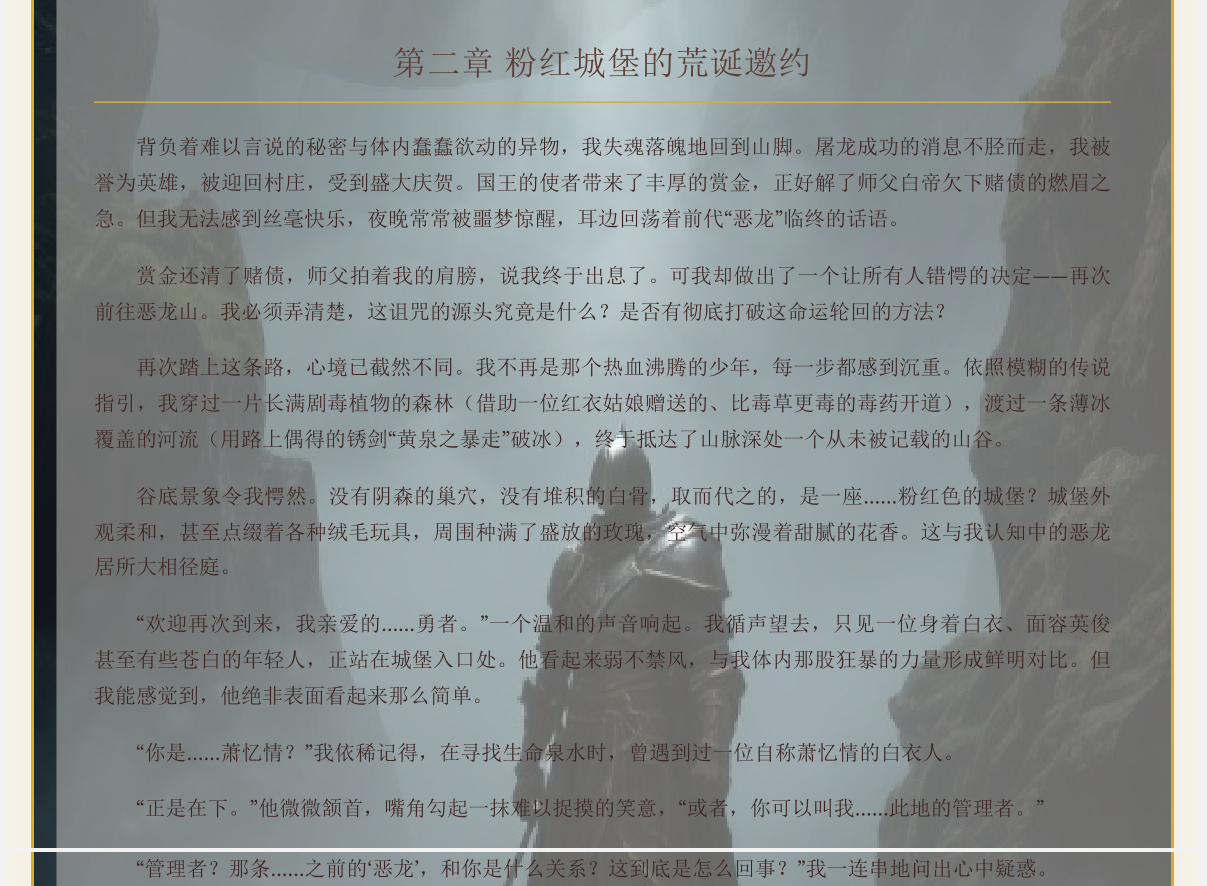 第二章 粉红城堡的荒诞邀约
背负着难以言说的秘密与体内蠢蠢欲动的异物，我失魂落魄地回到山脚。屠龙成功的消息不胫而走，我被
誉为英雄，被迎回村庄，受到盛大庆贺。国王的使者带来了丰厚的赏金，正好解了师父白帝欠下赌债的燃眉之
急。但我无法感到丝毫快乐，夜晚常常被噩梦惊醒，耳边回荡着前代“恶龙”临终的话语。
赏金还清了赌债，师父拍着我的肩膀，说我终于出息了。可我却做出了一个让所有人错愕的决定——再次
前往恶龙山。我必须弄清楚，这诅咒的源头究竟是什么？是否有彻底打破这命运轮回的方法？
再次踏上这条路，心境已截然不同。我不再是那个热血沸腾的少年，每一步都感到沉重。依照模糊的传说
指引，我穿过一片长满剧毒植物的森林（借助一位红衣姑娘赠送的、比毒草更毒的毒药开道），渡过一条薄冰
覆盖的河流（用路上偶得的锈剑“黄泉之暴走”破冰），终于抵达了山脉深处一个从未被记载的山谷。
谷底景象令我愕然。没有阴森的巢穴，没有堆积的白骨，取而代之的，是一座……粉红色的城堡？城堡外
观柔和，甚至点缀着各种绒毛玩具，周围种满了盛放的玫瑰，空气中弥漫着甜腻的花香。这与我认知中的恶龙
居所大相径庭。
“欢迎再次到来，我亲爱的……勇者。”一个温和的声音响起。我循声望去，只见一位身着白衣、面容英俊
甚至有些苍白的年轻人，正站在城堡入口处。他看起来弱不禁风，与我体内那股狂暴的力量形成鲜明对比。但
我能感觉到，他绝非表面看起来那么简单。
“你是……萧忆情？”我依稀记得，在寻找生命泉水时，曾遇到过一位自称萧忆情的白衣人。
“正是在下。”他微微颔首，嘴角勾起一抹难以捉摸的笑意，“或者，你可以叫我……此地的管理者。”
“管理者？那条……之前的‘恶龙’，和你是什么关系？这到底是怎么回事？”我一连串地问出心中疑惑。